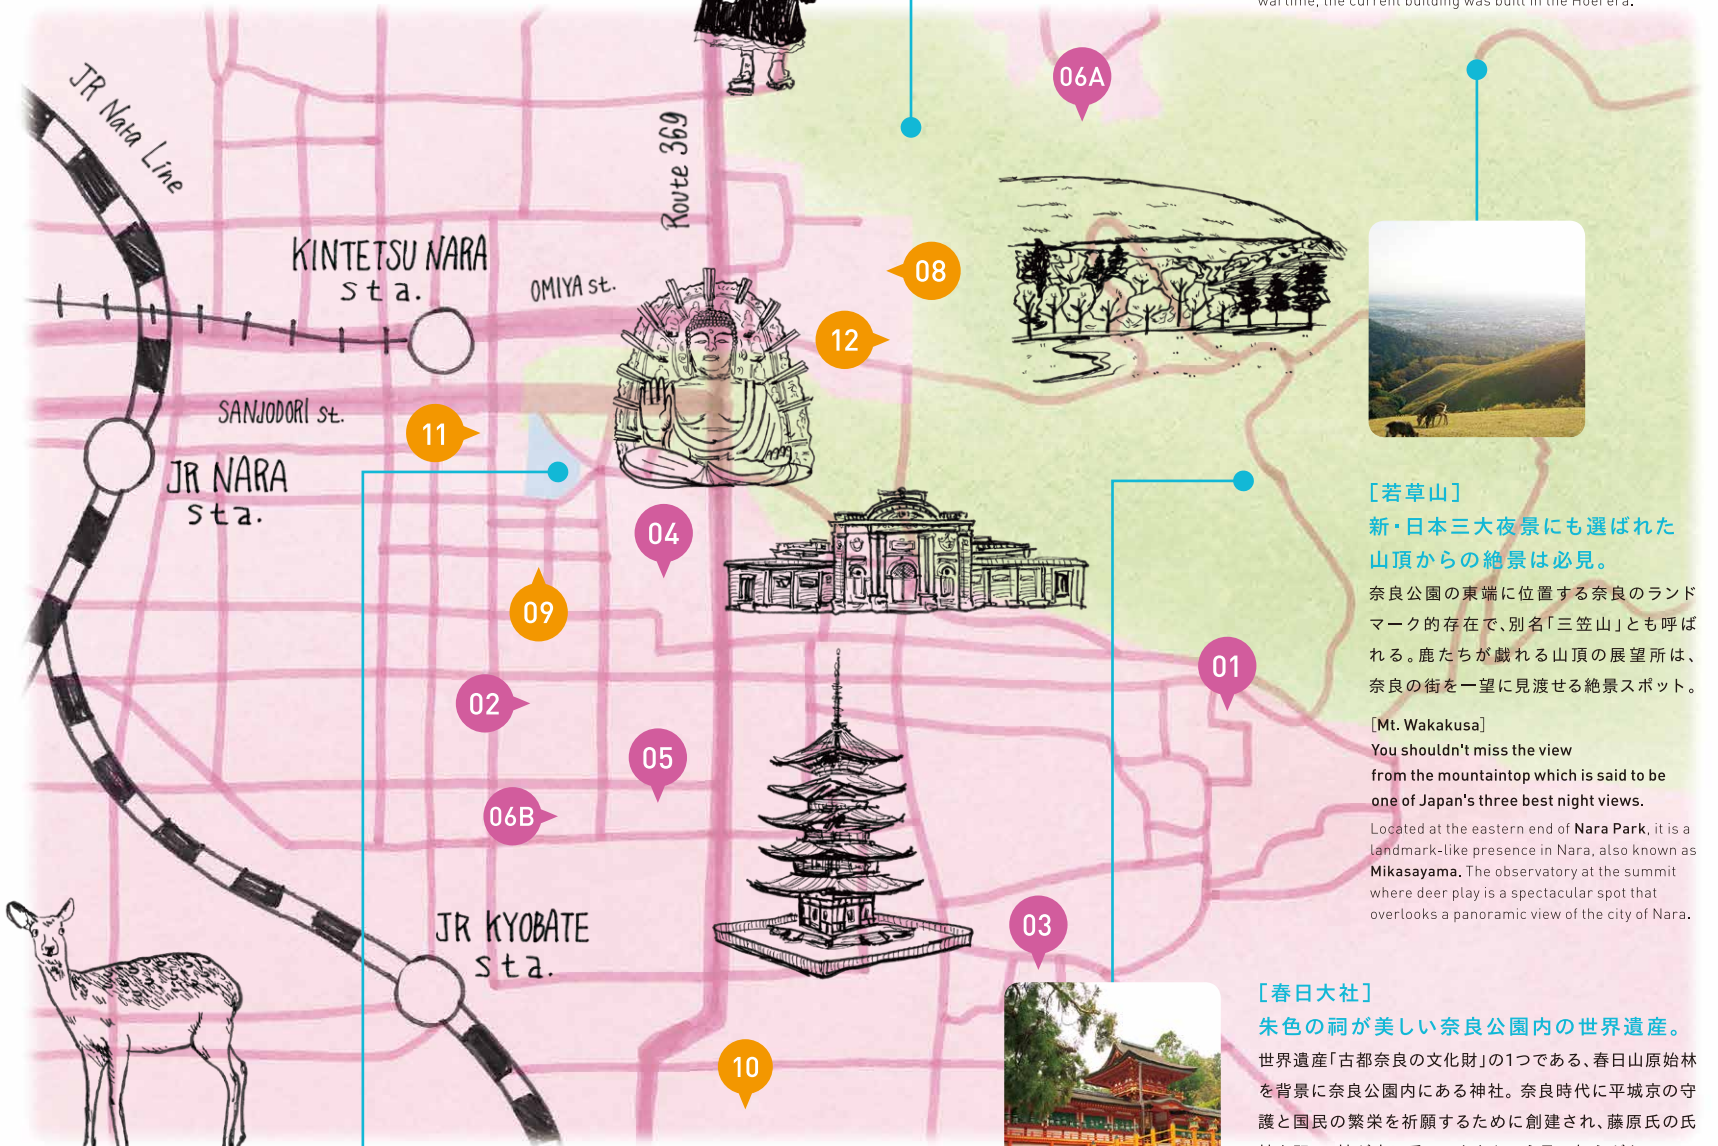 wartime, the current building was built in the Hoei era.
JR Nara Line
Route 369
06A
KINTETSU NARA
sta.
OMIYA st.
08
12
SANJODORI st.
11
JR NARA
sta.
04
09
02
05
06B
01
JR KYOBATE
sta.
03
10
[若草山]
新・日本三大夜景にも選ばれた
山頂からの絶景は必見。
奈良公園の東端に位置する奈良のランド
マーク的存在で、別名「三笠山」とも呼ば
れる。鹿たちが戯れる山頂の展望所は、
奈良の街を一望に見渡せる絶景スポット。
[Mt. Wakakusa]
You shouldn't miss the view
from the mountaintop which is said to be
one of Japan's three best night views.
Located at the eastern end of Nara Park, it is a
landmark-like presence in Nara, also known as
Mikasayama. The observatory at the summit
where deer play is a spectacular spot that
overlooks a panoramic view of the city of Nara.
[春日大社]
朱色の祠が美しい奈良公園内の世界遺産。
世界遺産「古都奈良の文化財」の1つである、春日山原始林
を背景に奈良公園内にある神社。奈良時代に平城京の守
護と国民の繁栄を祈願するために創建され、藤原氏の氏